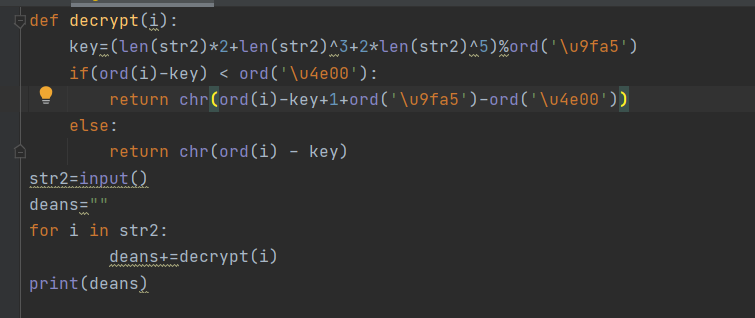 def decrypt(i):
    key=(len(str2)*2+len(str2)^3+2*len(str2)^5)%ord('\u9fa5')
    if(ord(i)-key) < ord('\u4e00'):
        return chr(ord(i)-key+1+ord('\u9fa5')-ord('\u4e00'))
    else:
        return chr(ord(i) - key)
str2=input()
deans=""
for i in str2:
        deans+=decrypt(i)
print(deans)